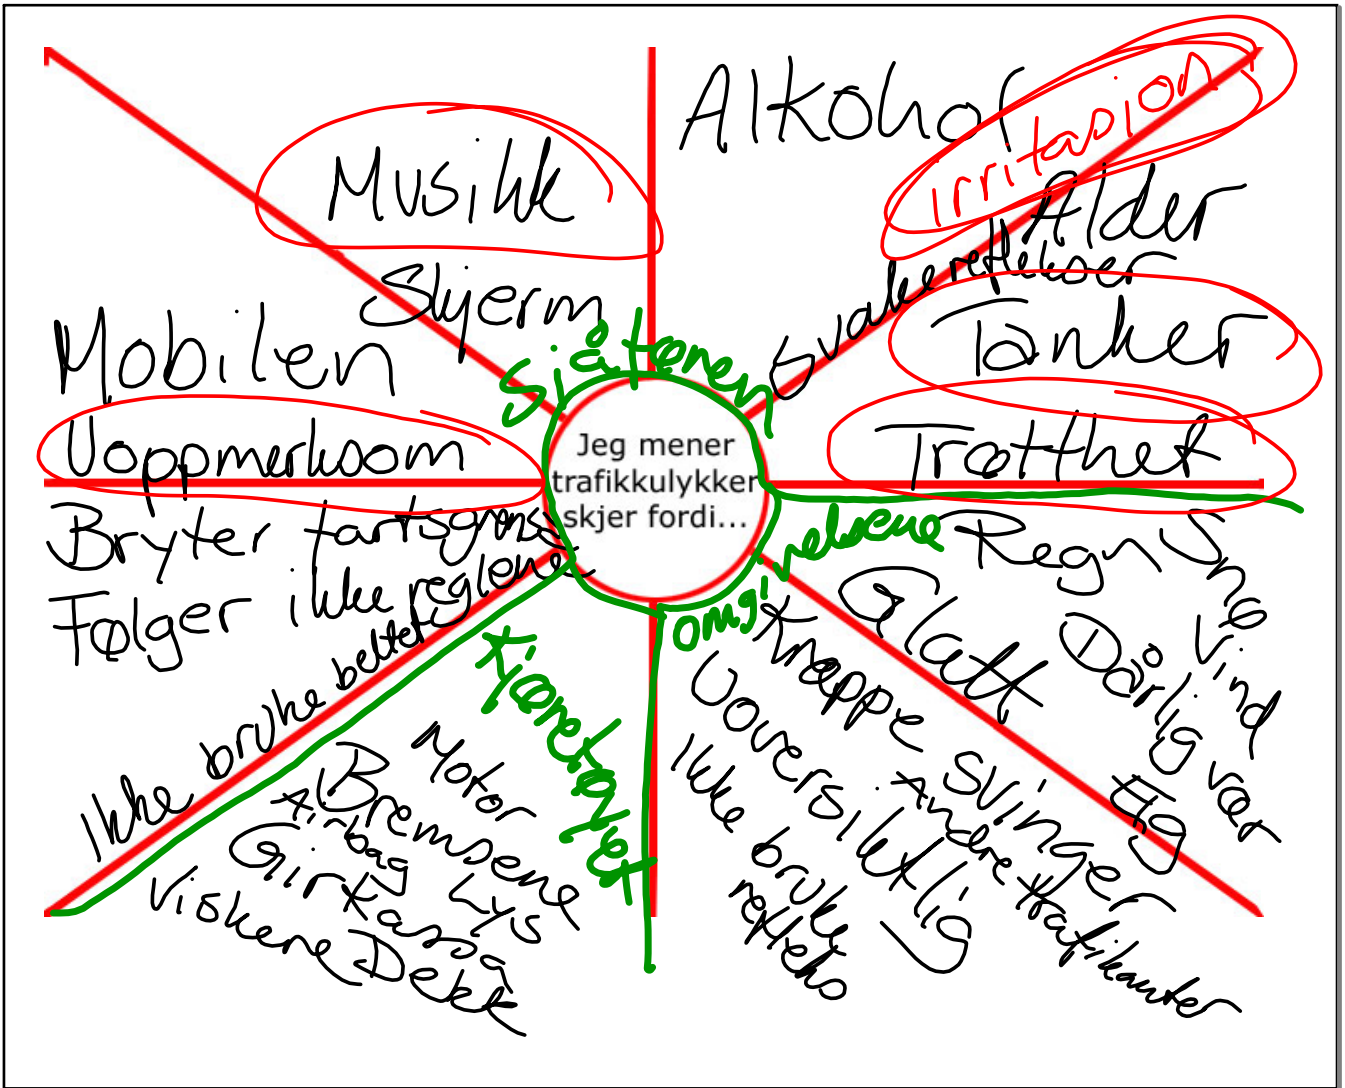 Alkohol
irritasion
Musikk
Alder
svake reflekser
Skjerm
Tanker
Mobilen
Sjåføren
Trøtthet
Uoppmerksom
Jeg mener
trafikkulykker
skjer fordi...
Bryter fartsgrense
Følger ikke reglene
Ikke bruke beltet
omgivelsene
Regn
Snø
Vind
Glatt
Dårlig vær
Elg
Knappe svinger
Uoversiktlig
Andre trafikanter
Ikke bruke
refleks
Kjøretøyet
Motor
Bremsene
Airbag
Lys
Girkassa
Viskere
Dekk